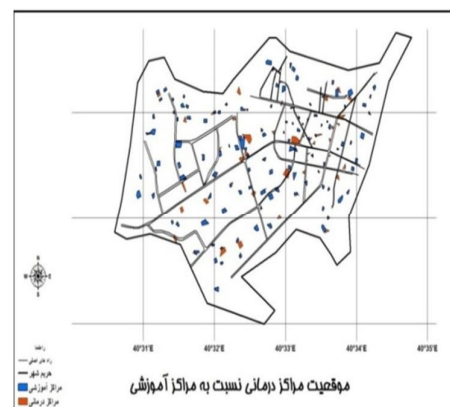 N
W E
S
40°31'E 40°32'E 40°33'E 40°34'E 40°35'E
راهنما
راه های اصلی
حریم شهر
مراکز آموزشی
مراکز درمانی
موقعیت مراکز درمانی نسبت به مراکز آموزشی